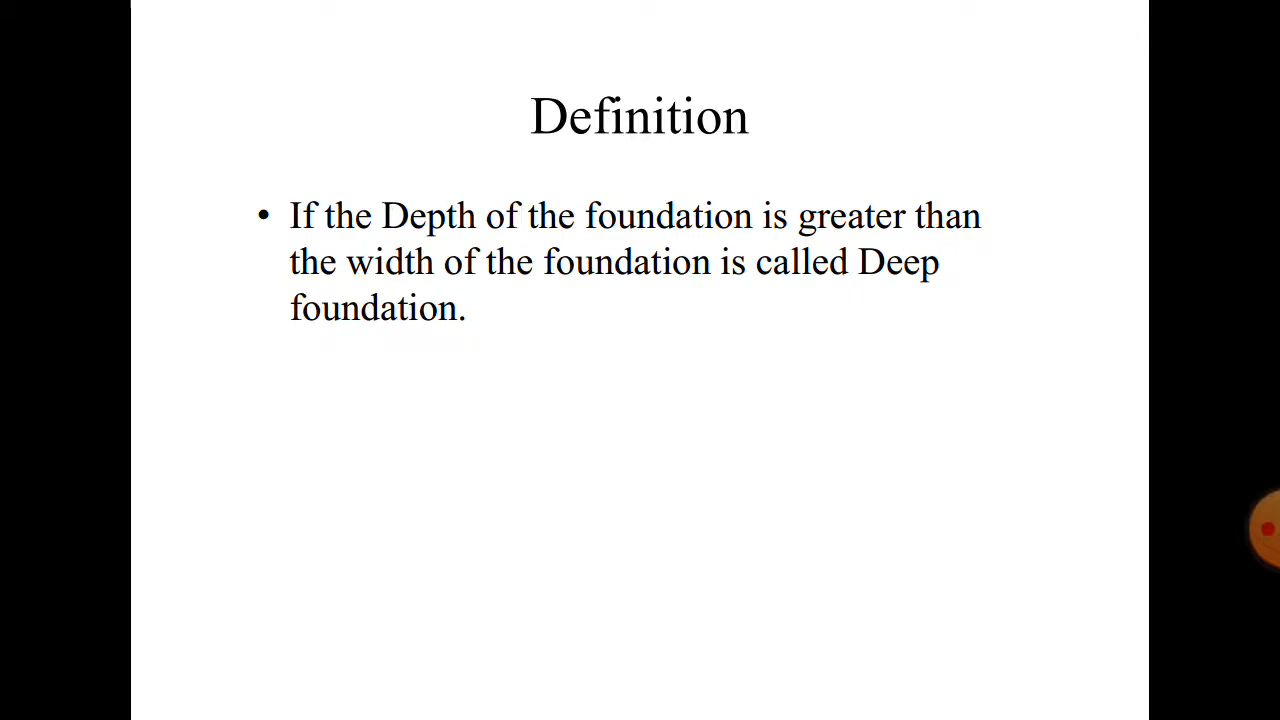 Definition
• If the Depth of the foundation is greater than
the width of the foundation is called Deep
foundation.